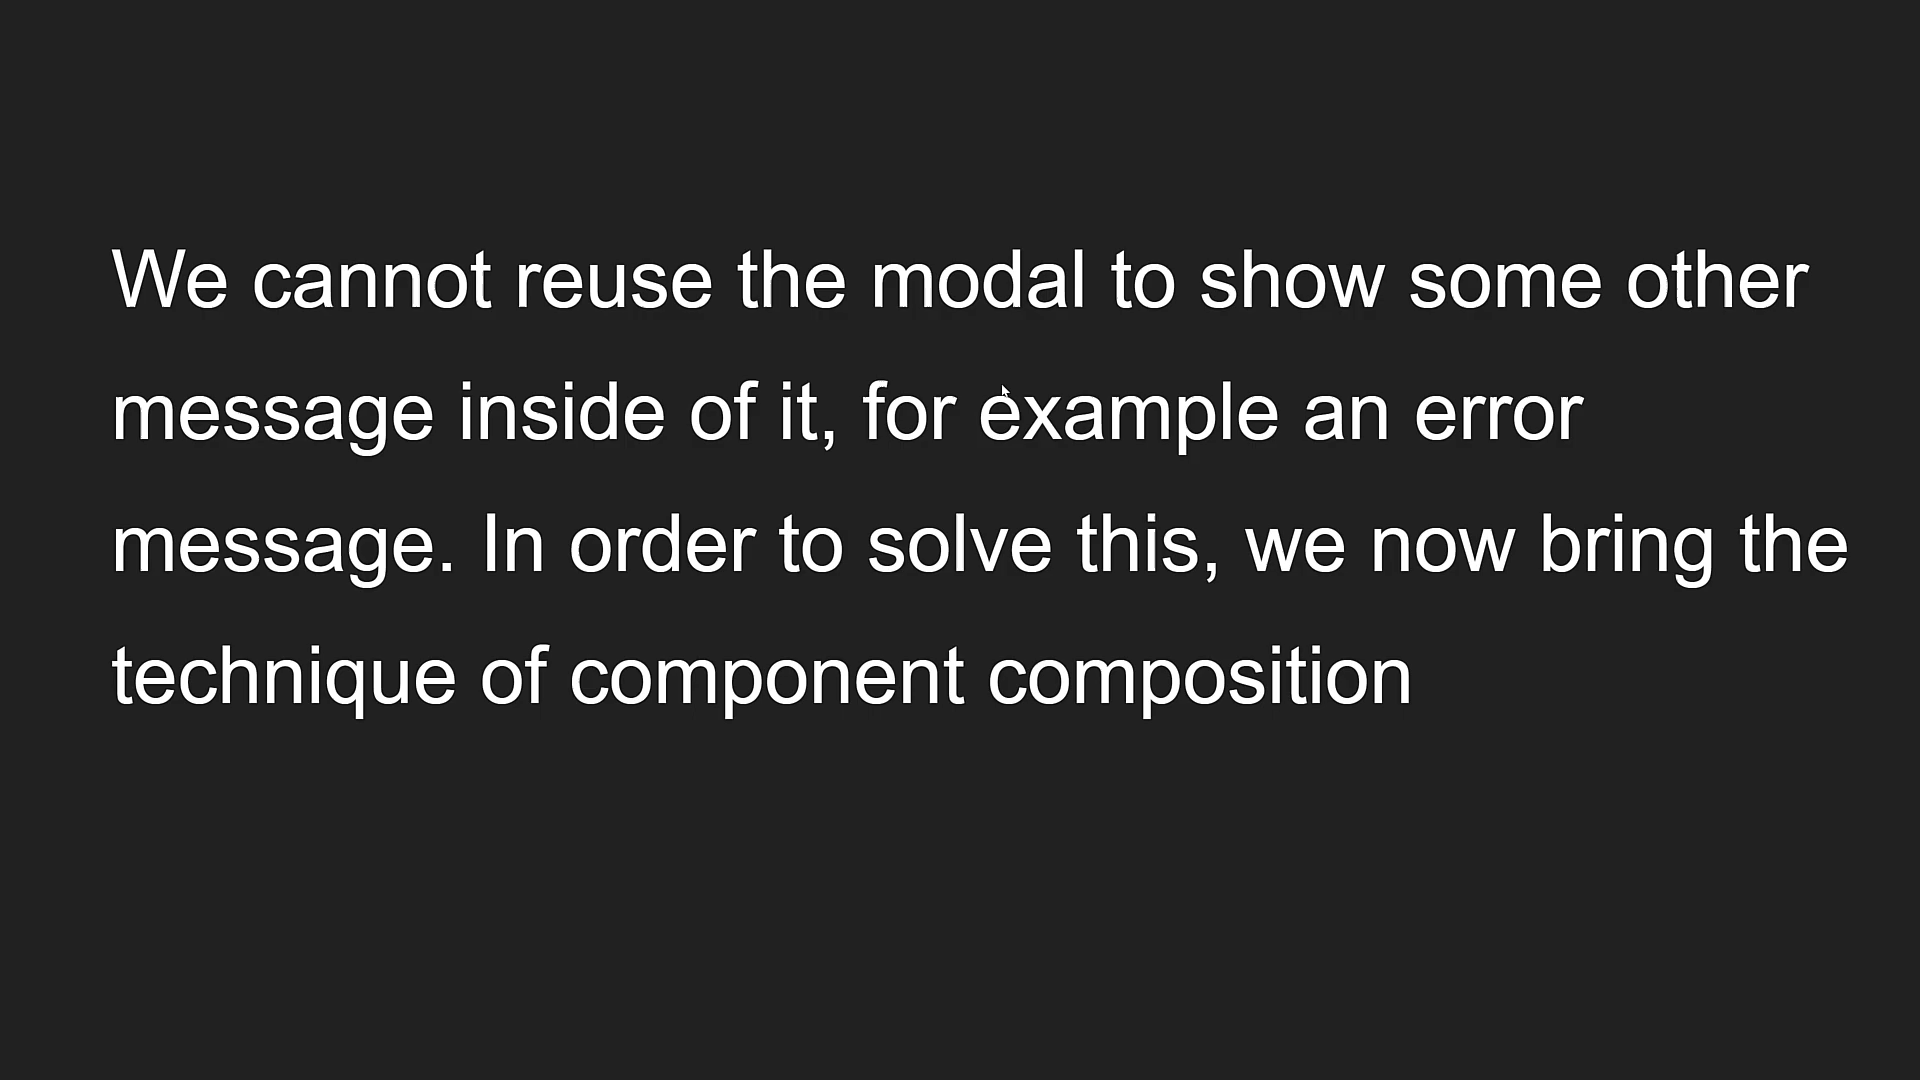 We cannot reuse the modal to show some other
message inside of it, for example an error
message. In order to solve this, we now bring the
technique of component composition